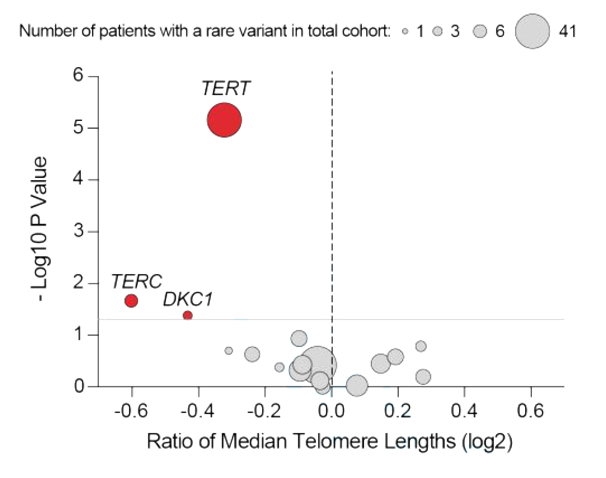 Number of patients with a rare variant in total cohort: 1 3 6 41
6
TERT
5
4
- Log10 P Value
3
2
TERC
DKC1
1
0
-0.6 -0.4 -0.2 0.0 0.2 0.4 0.6
Ratio of Median Telomere Lengths (log2)